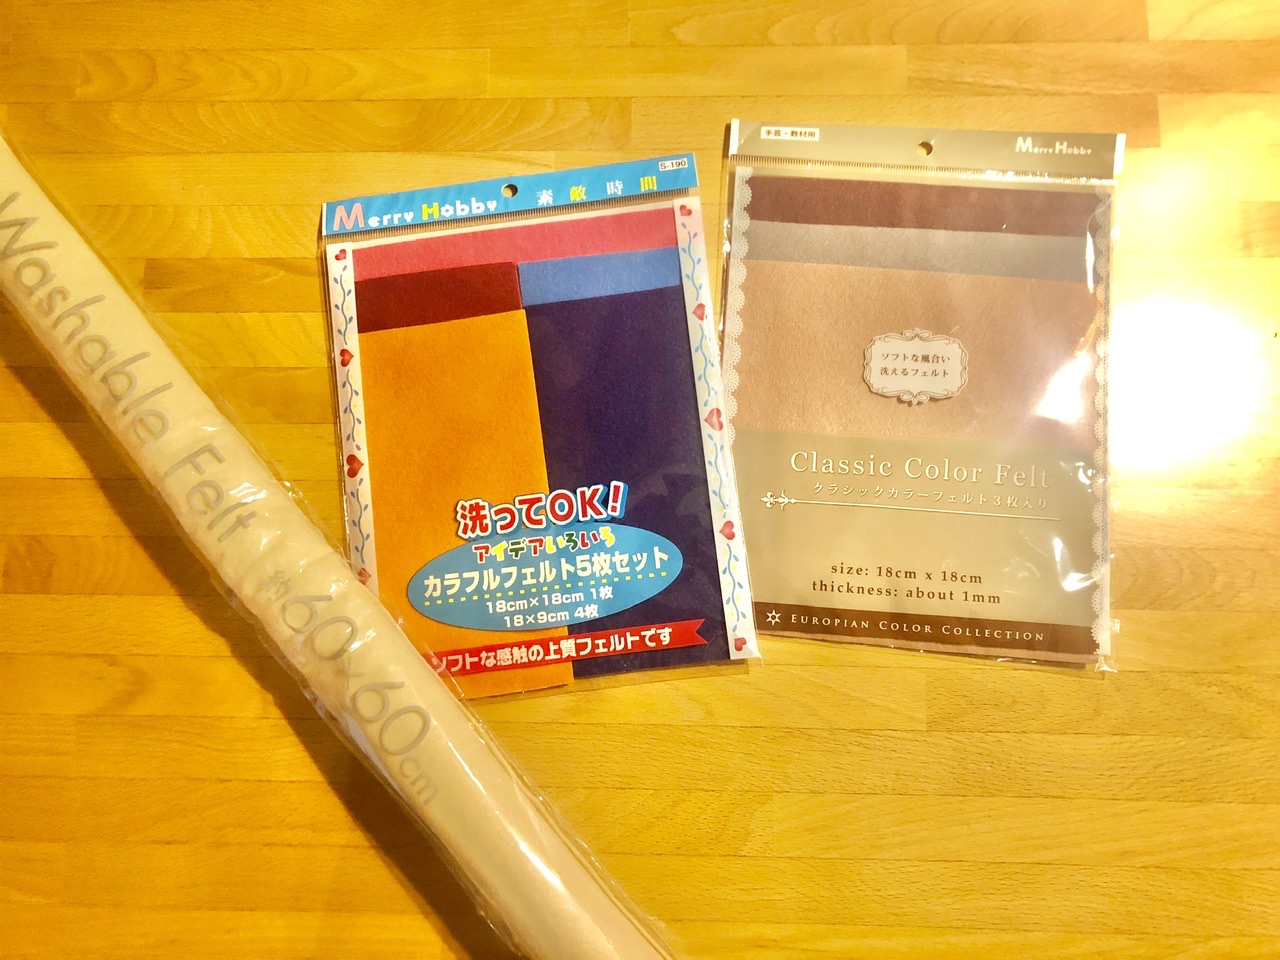 Washable Felt 約60×60cm
S-190
Merry Hobby 素敵時間
洗ってOK!
アイデアいろいろ
カラフルフェルト5枚セット
18cm×18cm 1枚
18×9cm 4枚
ソフトな感触の上質フェルトです
手芸・教材用
Merry Hobby
ソフトな風合い
洗えるフェルト
Classic Color Felt
クラシックカラーフェルト3枚入り
size: 18cm x 18cm
thickness: about 1mm
EUROPIAN COLOR COLLECTION